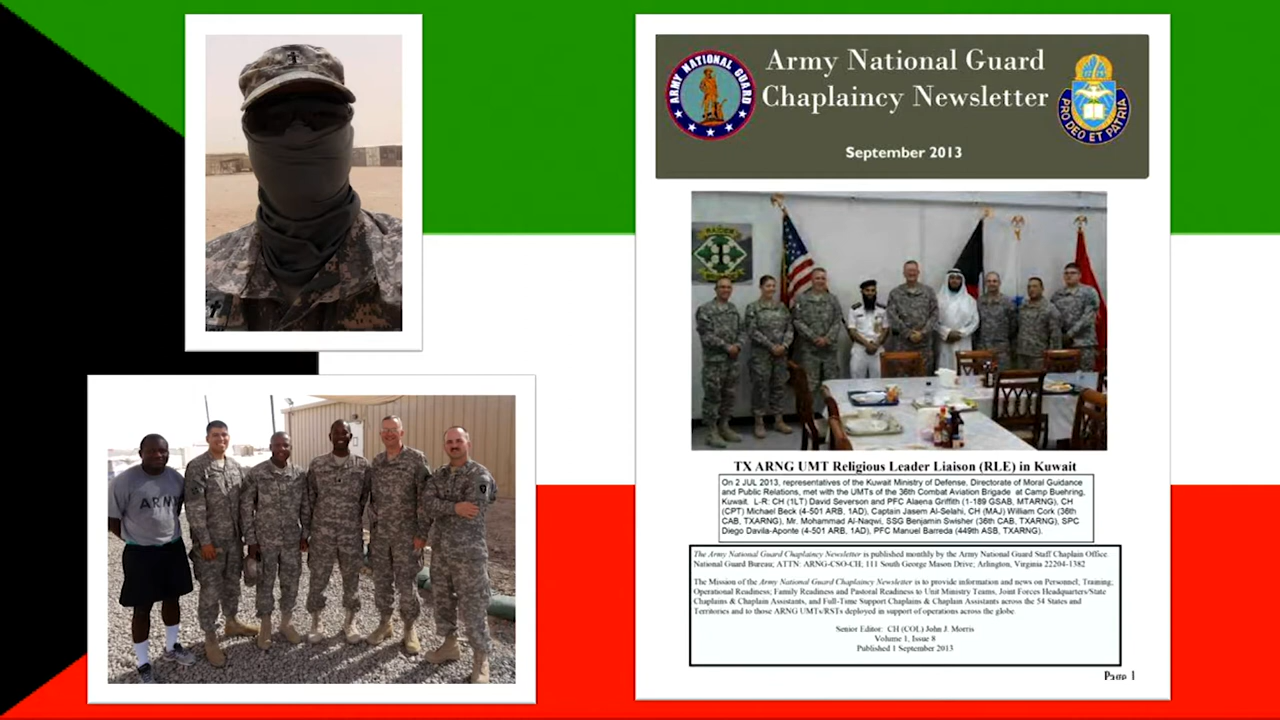 ARMY
ARMY NATIONAL GUARD
Army National Guard
Chaplaincy Newsletter
September 2013
PRO DEO ET PATRIA
TX ARNG UMT Religious Leader Liaison (RLE) in Kuwait
On 2 JUL 2013, representatives of the Kuwait Ministry of Defense, Directorate of Moral Guidance
and Public Relations, met with the UMTs of the 36th Combat Aviation Brigade at Camp Buehring,
Kuwait. L-R: CH (1LT) David Severson and PFC Alaena Griffith (1-189 GSAB, MTARNG), CH
(CPT) Michael Beck (4-501 ARB, 1AD), Captain Jasem Al-Selahi, CH (MAJ) William Cork (36th
CAB, TXARNG), Mr. Mohammad Al-Naqwi, SSG Benjamin Swisher (36th CAB, TXARNG), SPC
Diego Davila-Aponte (4-501 ARB, 1AD), PFC Manuel Barreda (449th ASB, TXARNG).
The Army National Guard Chaplaincy Newsletter is published monthly by the Army National Guard Staff Chaplain Office.
National Guard Bureau; ATTN: ARNG-CSO-CH; 111 South George Mason Drive; Arlington, Virginia 22204-1382
The Mission of the Army National Guard Chaplaincy Newsletter is to provide information and news on Personnel; Training;
Operational Readiness; Family Readiness and Pastoral Readiness to Unit Ministry Teams, Joint Forces Headquarters/State
Chaplains & Chaplain Assistants, and Full-Time Support Chaplains & Chaplain Assistants across the 54 States and
Territories and to those ARNG UMTs/RSTs deployed in support of operations across the globe.
Senior Editor: CH (COL) John J. Morris
Volume 1, Issue 8
Published 1 September 2013
Page 1